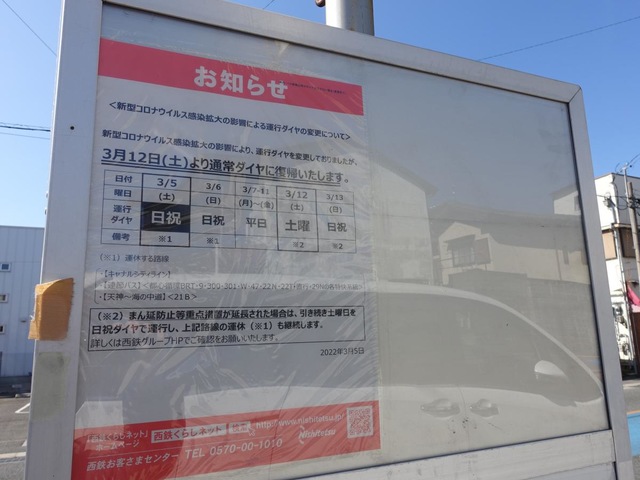 お知らせ
<新型コロナウイルス感染拡大の影響による運行ダイヤの変更について>
新型コロナウイルス感染拡大の影響により、運行ダイヤを変更しておりましたが、
3月12日(土)より通常ダイヤに復帰いたします。
日付 3/5 3/6 3/7-11 3/12 3/13
曜日 (土) (日) (月)~(金) (土) (日)
運行ダイヤ 日祝 日祝 平日 土曜 日祝
備考 ※1 ※1 ※2 ※2
(※1)運休する路線
・【キャナルシティライン】
・【天神~海の中道】<21B>
(※2)まん延防止等重点措置が延長された場合は、引き続き土曜日を
日祝ダイヤで運行し、上記路線の運休(※1)も継続します。
詳しくは西鉄グループHPでご確認をお願いいたします。
2022年3月5日
西鉄くらしネット 検索 http://www.nishitetsu.jp/
ホームページ
Nishitetsu
西鉄お客さまセンター TEL 0570-00-1010